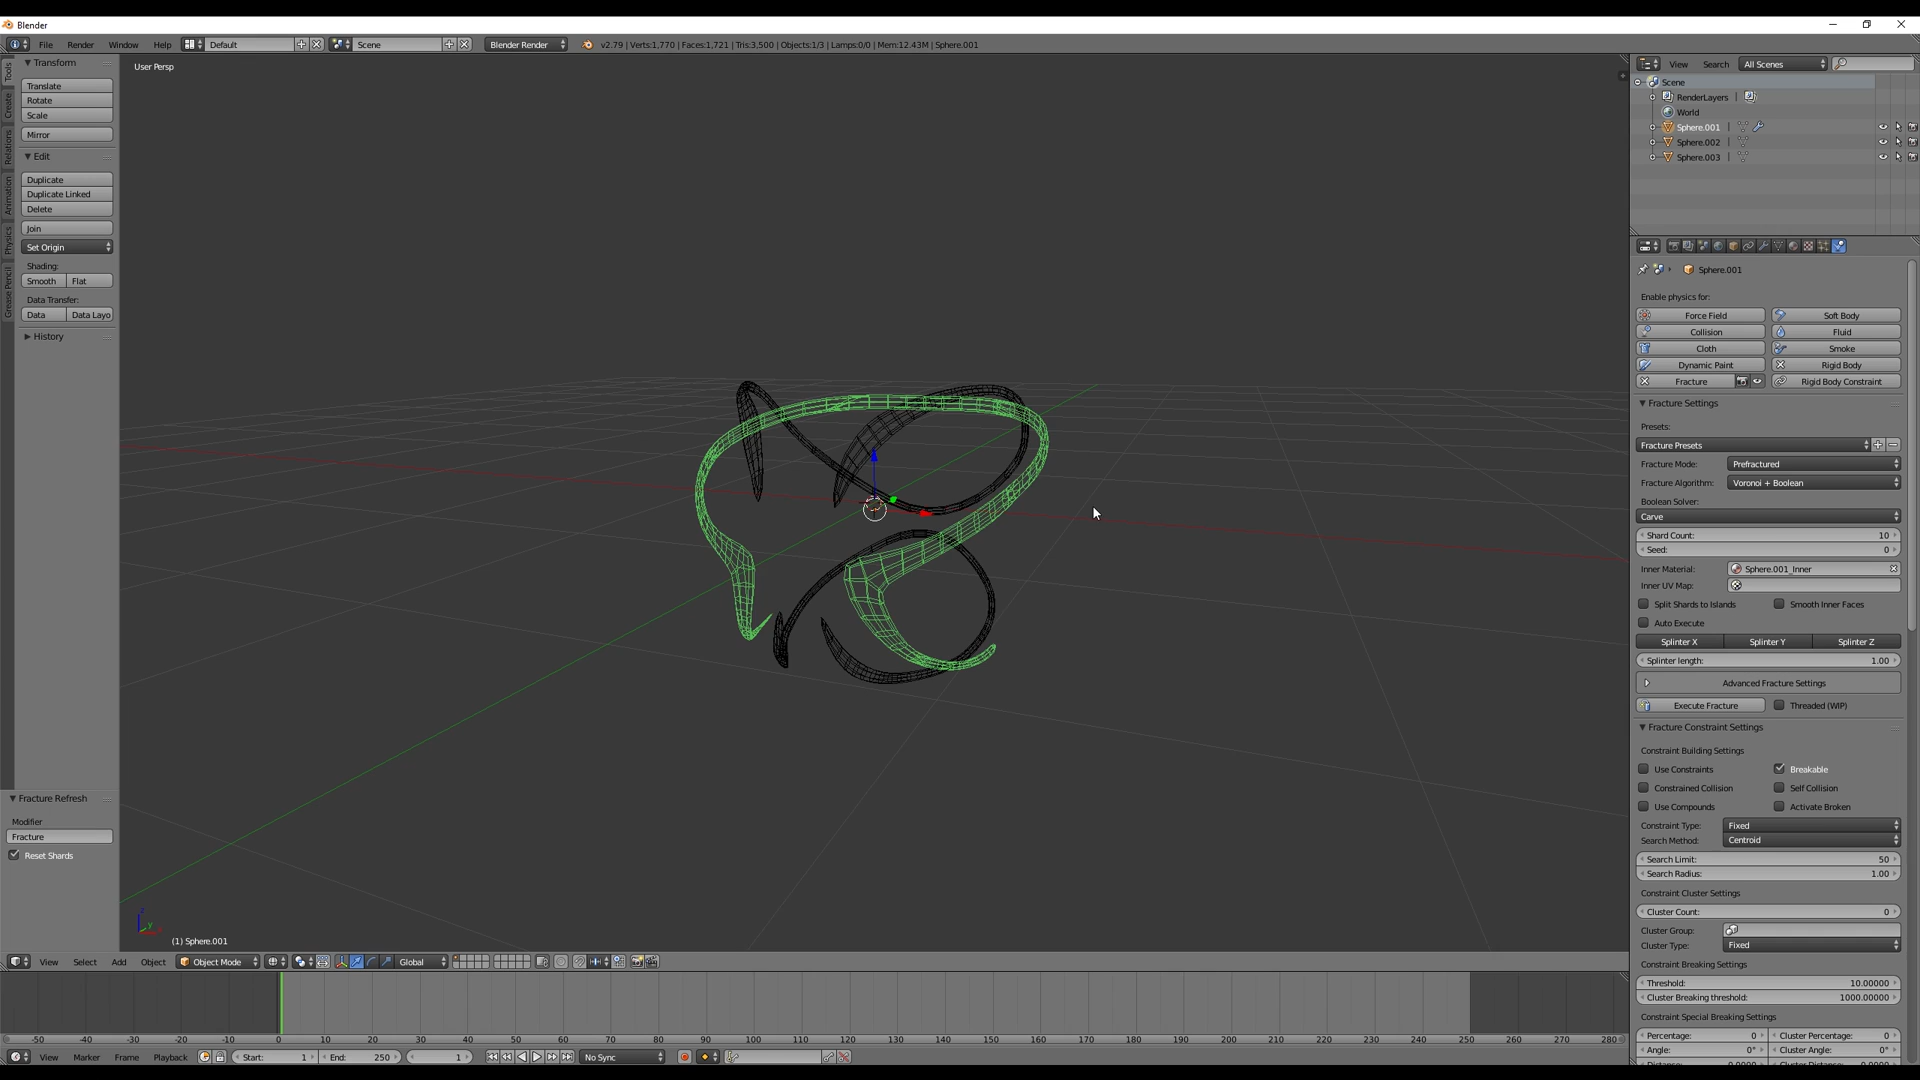 Blender
File Render Window Help Default Scene Blender Render v2.79 | Verts:1,770 | Faces:1,721 | Tris:3,500 | Objects:1/3 | Lamps:0/0 | Mem:12.43M | Sphere.001
Tools
Create
Relations
Animation
Physics
Grease Pencil
Transform
Translate
Rotate
Scale
Mirror
Edit
Duplicate
Duplicate Linked
Delete
Join
Set Origin
Shading:
Smooth Flat
Data Transfer:
Data Data Layo
History
Fracture Refresh
Modifier
Fracture
Reset Shards
User Persp
(1) Sphere.001
View Select Add Object Object Mode Global
-50 -40 -30 -20 -10 0 10 20 30 40 50 60 70 80 90 100 110 120 130 140 150 160 170 180 190 200 210 220 230 240 250 260 270 280
View Marker Frame Playback Start: 1 End: 250 1 No Sync
View Search All Scenes
Scene
RenderLayers |
World
Sphere.001 |
Sphere.002 |
Sphere.003 |
Sphere.001
Enable physics for:
Force Field Soft Body
Collision Fluid
Cloth Smoke
Dynamic Paint Rigid Body
Fracture Rigid Body Constraint
Fracture Settings
Presets:
Fracture Presets
Fracture Mode: Prefractured
Fracture Algorithm: Voronoi + Boolean
Boolean Solver:
Carve
Shard Count: 10
Seed: 0
Inner Material: Sphere.001_Inner
Inner UV Map:
Split Shards to Islands Smooth Inner Faces
Auto Execute
Splinter X Splinter Y Splinter Z
Splinter length: 1.00
Advanced Fracture Settings
Execute Fracture Threaded (WIP)
Fracture Constraint Settings
Constraint Building Settings
Use Constraints Breakable
Constrained Collision Self Collision
Use Compounds Activate Broken
Constraint Type: Fixed
Search Method: Centroid
Search Limit: 50
Search Radius: 1.00
Constraint Cluster Settings
Cluster Count: 0
Cluster Group:
Cluster Type: Fixed
Constraint Breaking Settings
Threshold: 10.00000
Cluster Breaking threshold: 1000.00000
Constraint Special Breaking Settings
Percentage: 0 Cluster Percentage: 0
Angle: 0° Cluster Angle: 0°